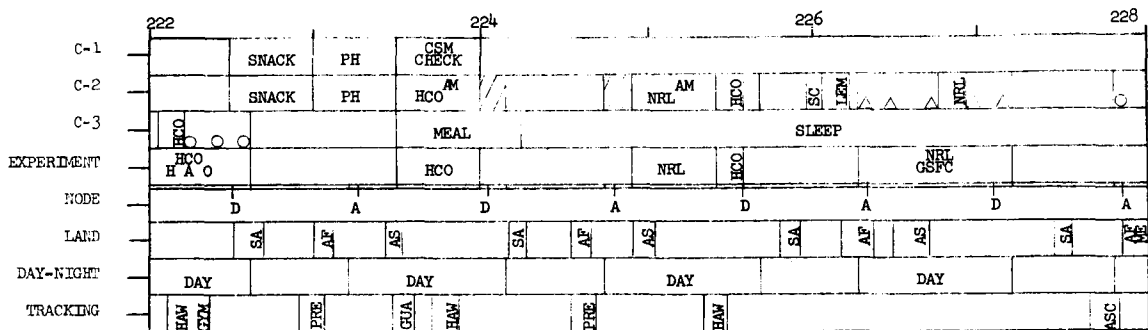 222 224 226 228
C-1 SNACK PH CSM CHECK
C-2 SNACK PH HCO AM NRL AM HCO SC LEM NRL
C-3 HCO MEAL SLEEP
EXPERIMENT HCO H A O HCO NRL HCO NRL GSFC
NODE D A D A D A D A
LAND SA AF AS SA AF AS SA AF AS SA AF ME
DAY-NIGHT DAY DAY DAY DAY
TRACKING HAW GYM PRE GUA HAW PRE HAW ASC